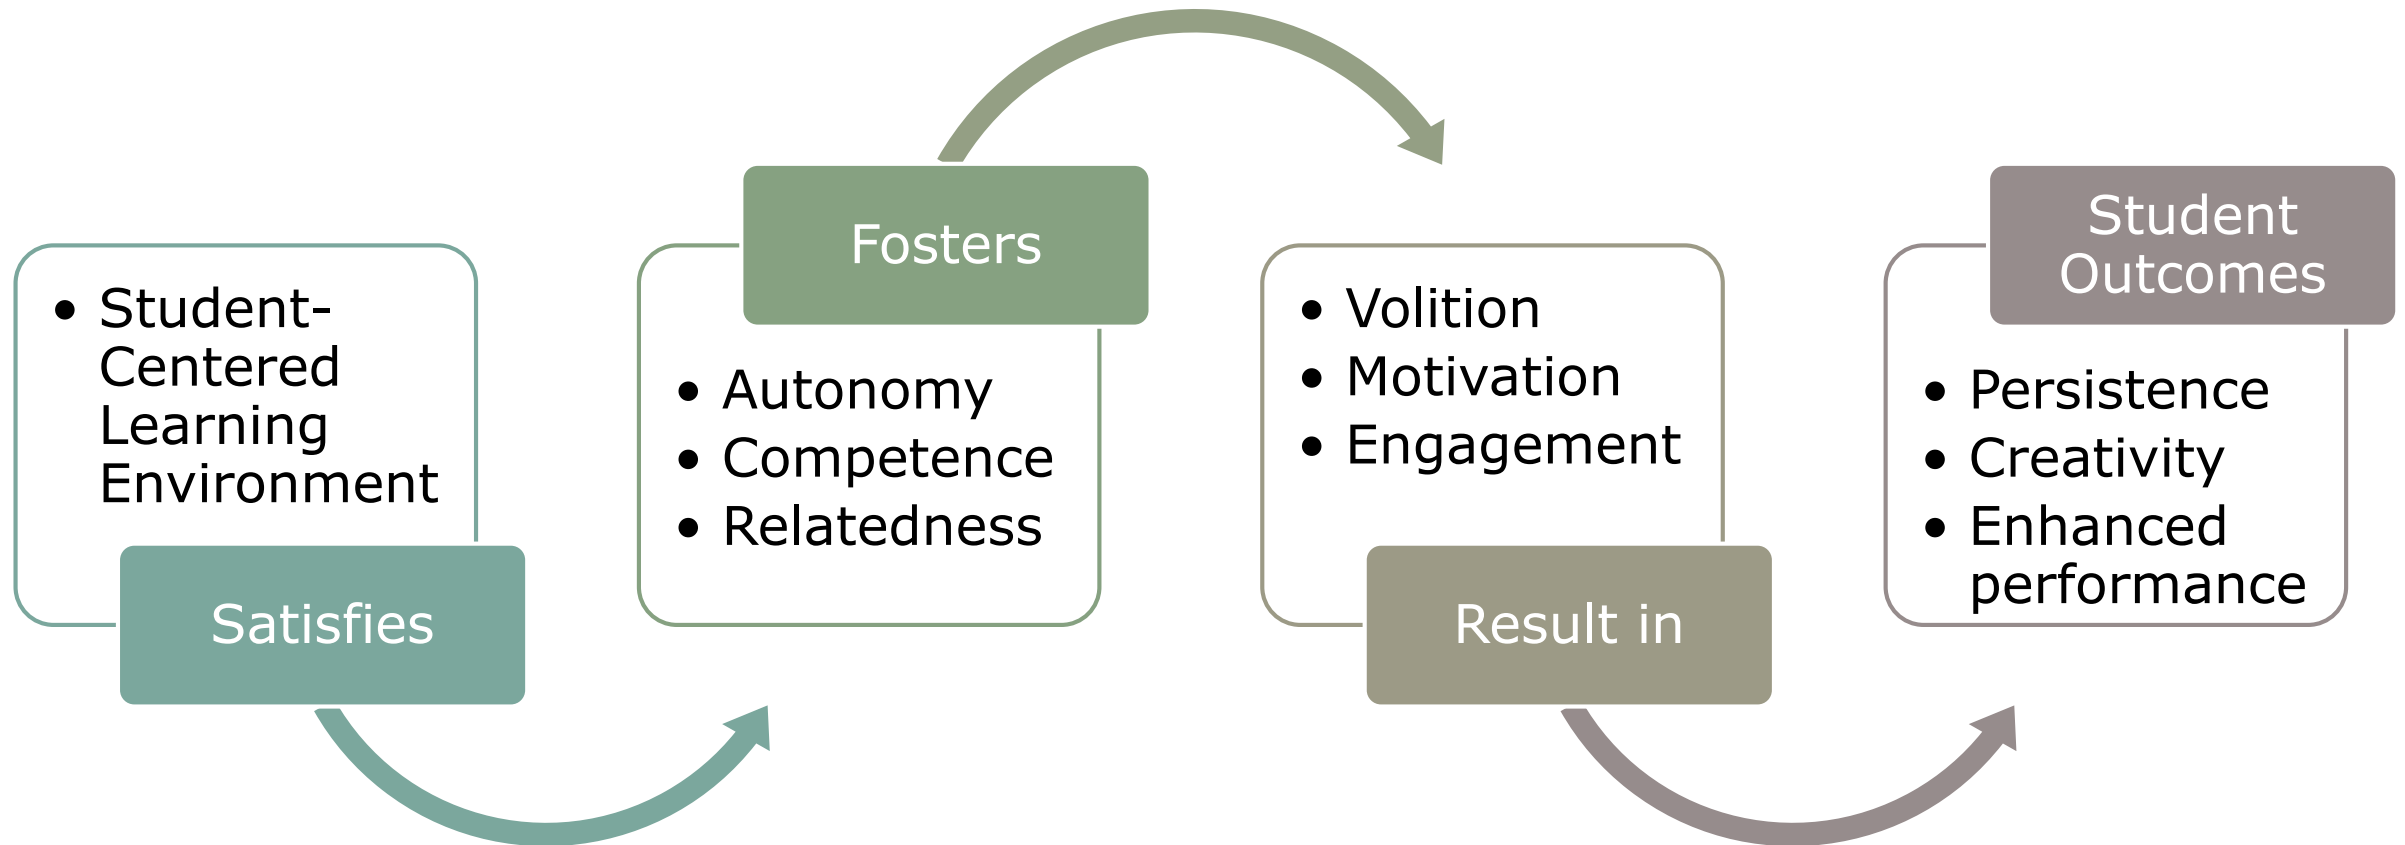 • Student-
Centered
Learning
Environment
Satisfies
Fosters
• Autonomy
• Competence
• Relatedness
• Volition
• Motivation
• Engagement
Result in
Student
Outcomes
• Persistence
• Creativity
• Enhanced
performance